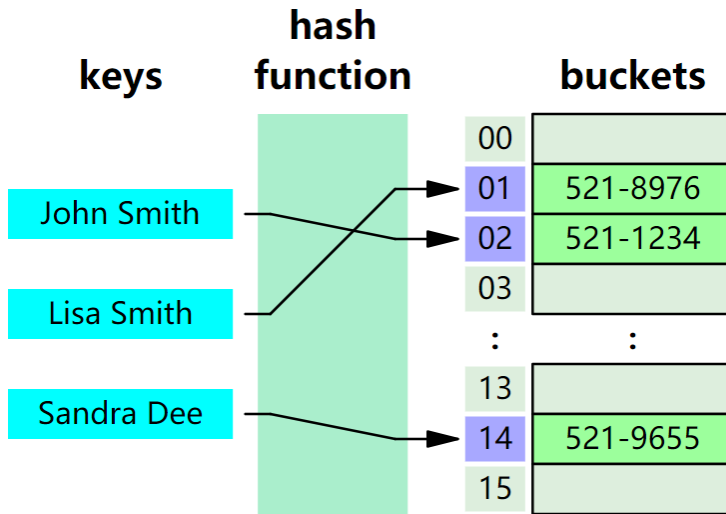 keys
hash
function
buckets
John Smith
Lisa Smith
Sandra Dee
00
01 521-8976
02 521-1234
03
: :
13
14 521-9655
15